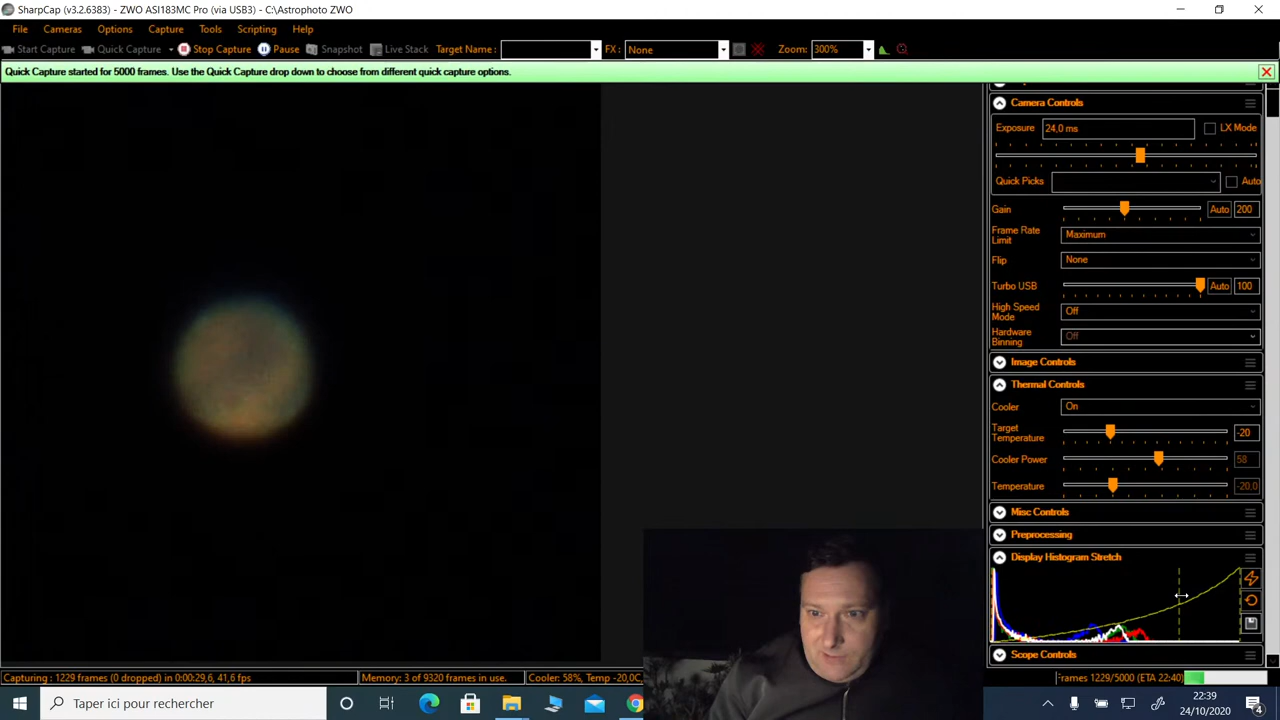 SharpCap (v3.2.6383) - ZWO ASI183MC Pro (via USB3) - C:\Astrophoto ZWO
File Cameras Options Capture Tools Scripting Help
Start Capture Quick Capture Stop Capture Pause Snapshot Live Stack Target Name : FX : None Zoom: 300%
Quick Capture started for 5000 frames. Use the Quick Capture drop down to choose from different quick capture options.
Camera Controls
Exposure 24,0 ms LX Mode
Quick Picks Auto
Gain Auto 200
Frame Rate
Limit Maximum
Flip None
Turbo USB Auto 100
High Speed
Mode Off
Hardware
Binning Off
Image Controls
Thermal Controls
Cooler On
Target
Temperature -20
Cooler Power 58
Temperature -20,0
Misc Controls
Preprocessing
Display Histogram Stretch
Scope Controls
Capturing : 1229 frames (0 dropped) in 0:00:29,6, 41,6 fps Memory: 3 of 9320 frames in use. Cooler: 58%, Temp -20,0C, Frames 1229/5000 (ETA 22:40)
Taper ici pour rechercher 22:39
24/10/2020 4